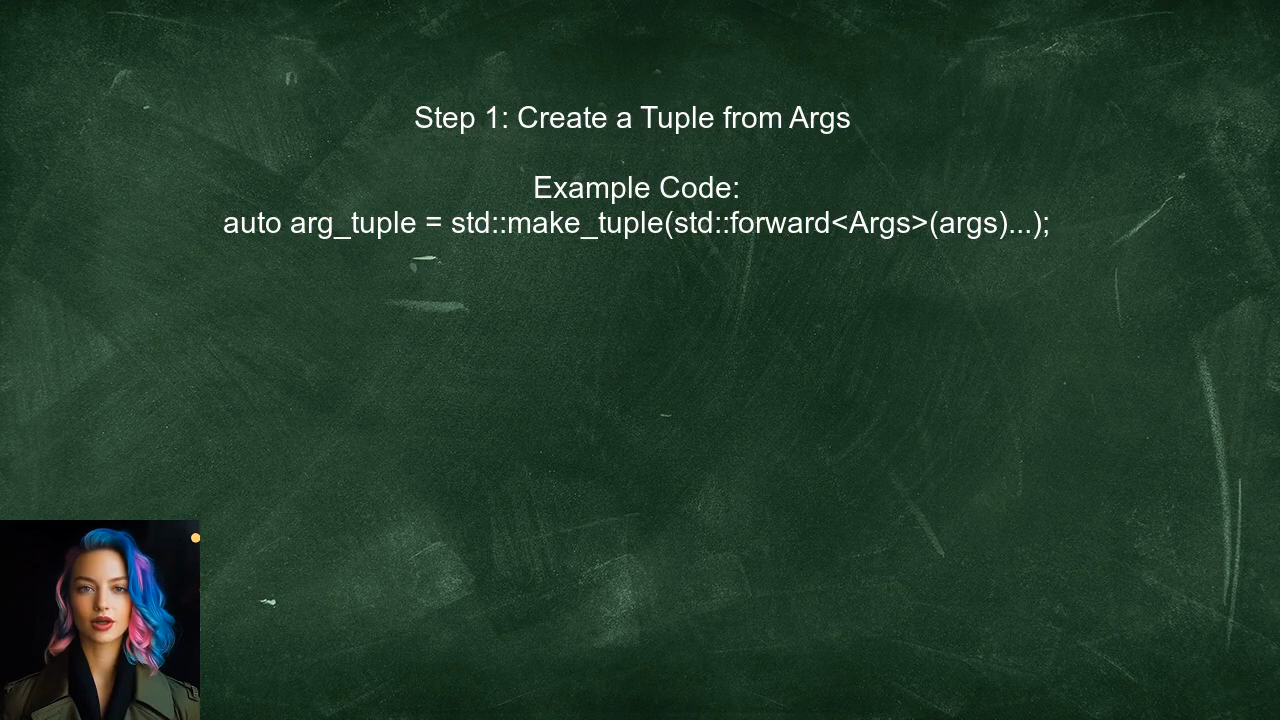 Step 1: Create a Tuple from Args
Example Code:
auto arg_tuple = std::make_tuple(std::forward<Args>(args)...);